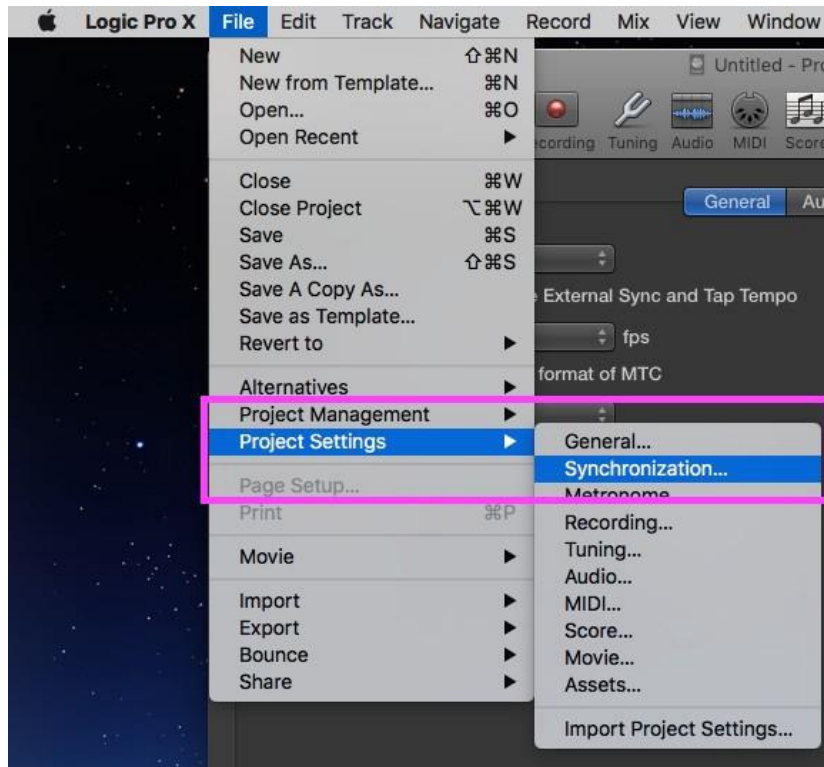 Logic Pro X File Edit Track Navigate Record Mix View Window
New ⇧⌘N
New from Template... ⌘N
Open... ⌘O
Open Recent ▶
Close ⌘W
Close Project ⌥⌘W
Save ⌘S
Save As... ⇧⌘S
Save A Copy As...
Save as Template...
Revert to ▶
Alternatives ▶
Project Management ▶
Project Settings ▶
Page Setup...
Print ⌘P
Movie ▶
Import ▶
Export ▶
Bounce ▶
Share ▶
Untitled - Pro
ecording Tuning Audio MIDI Score
General Au
External Sync and Tap Tempo
fps
format of MTC
General...
Synchronization...
Metronome
Recording...
Tuning...
Audio...
MIDI...
Score...
Movie...
Assets...
Import Project Settings...